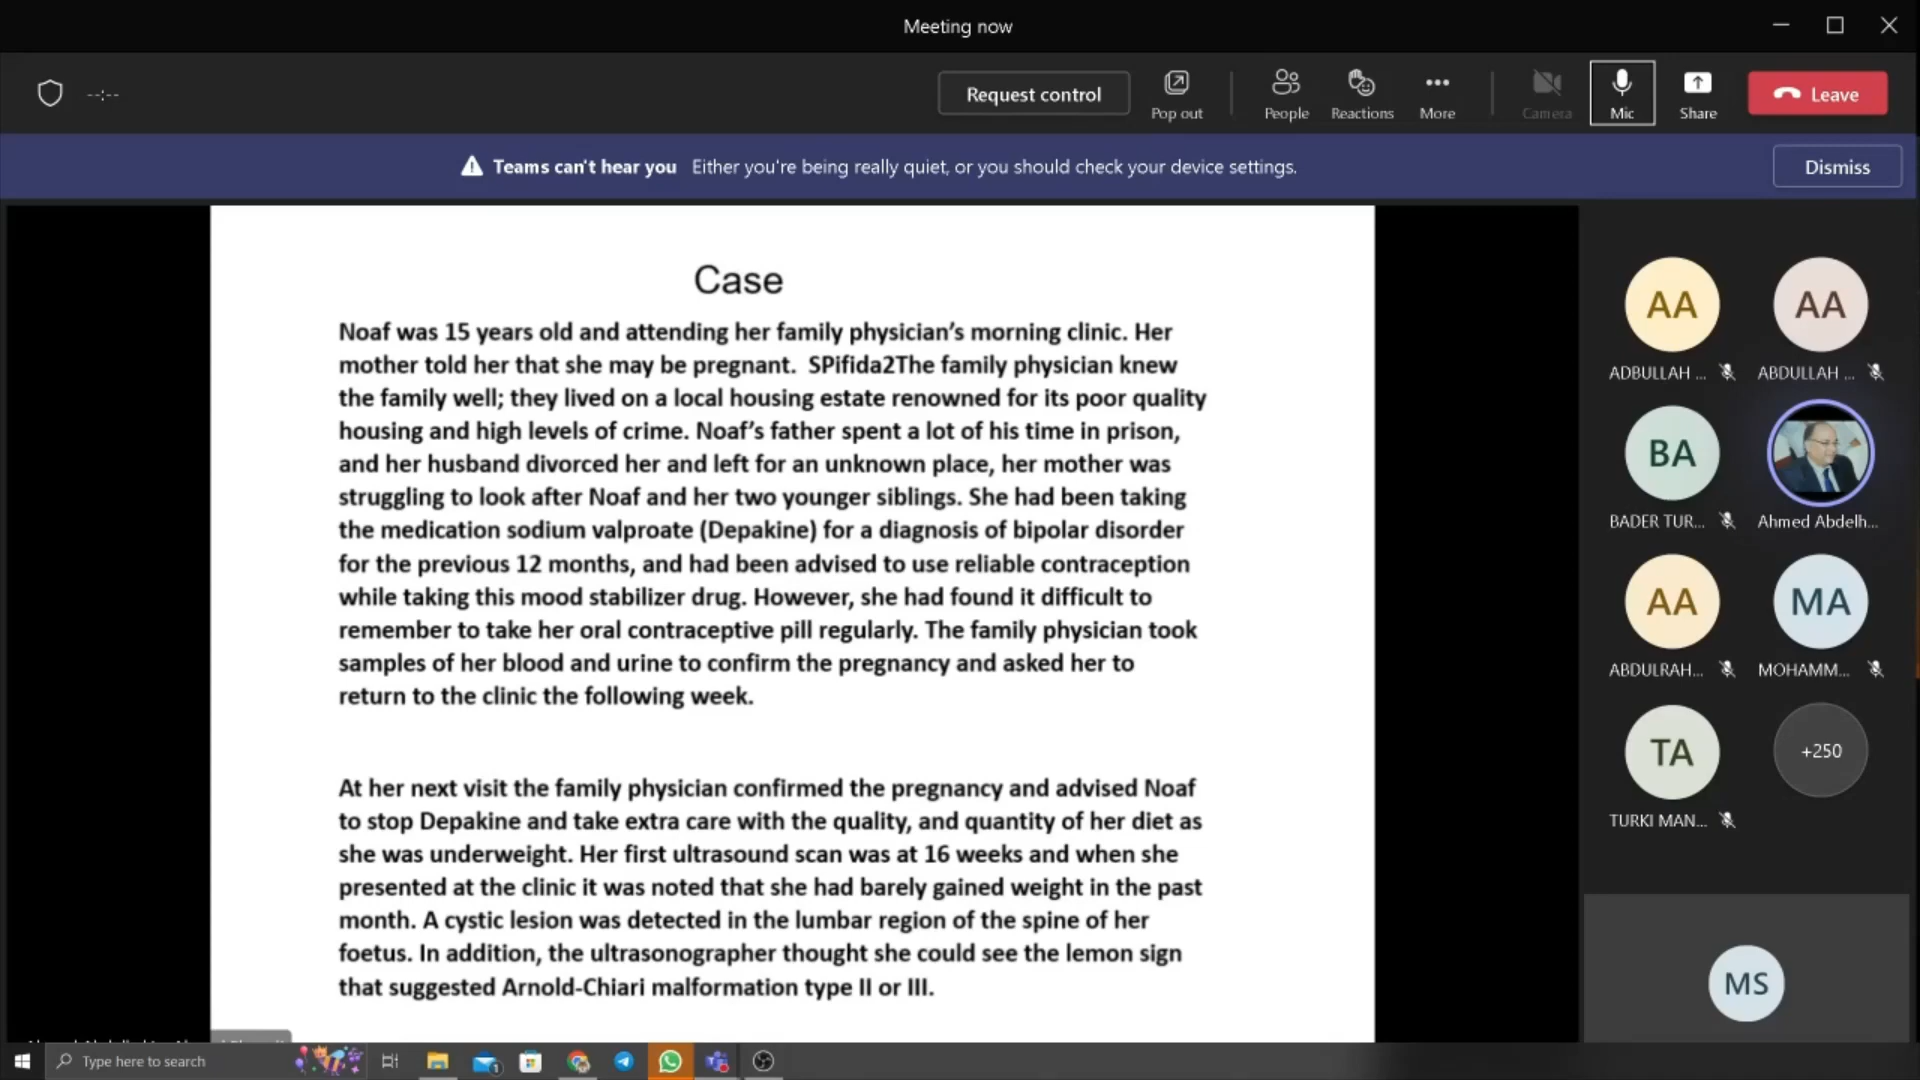 Meeting now
--:--
Request control
Pop out
People
Reactions
More
Camera
Mic
Share
Leave
Teams can't hear you Either you're being really quiet, or you should check your device settings.
Dismiss
Case
Noaf was 15 years old and attending her family physician's morning clinic. Her
mother told her that she may be pregnant. SPifida2The family physician knew
the family well; they lived on a local housing estate renowned for its poor quality
housing and high levels of crime. Noaf's father spent a lot of his time in prison,
and her husband divorced her and left for an unknown place, her mother was
struggling to look after Noaf and her two younger siblings. She had been taking
the medication sodium valproate (Depakine) for a diagnosis of bipolar disorder
for the previous 12 months, and had been advised to use reliable contraception
while taking this mood stabilizer drug. However, she had found it difficult to
remember to take her oral contraceptive pill regularly. The family physician took
samples of her blood and urine to confirm the pregnancy and asked her to
return to the clinic the following week.
At her next visit the family physician confirmed the pregnancy and advised Noaf
to stop Depakine and take extra care with the quality, and quantity of her diet as
she was underweight. Her first ultrasound scan was at 16 weeks and when she
presented at the clinic it was noted that she had barely gained weight in the past
month. A cystic lesion was detected in the lumbar region of the spine of her
foetus. In addition, the ultrasonographer thought she could see the lemon sign
that suggested Arnold-Chiari malformation type II or III.
AA
AA
ADBULLAH ...
ABDULLAH ...
BA
BADER TUR...
Ahmed Abdelh...
AA
MA
ABDULRAH...
MOHAMM...
TA
+250
TURKI MAN...
MS
Type here to search
1